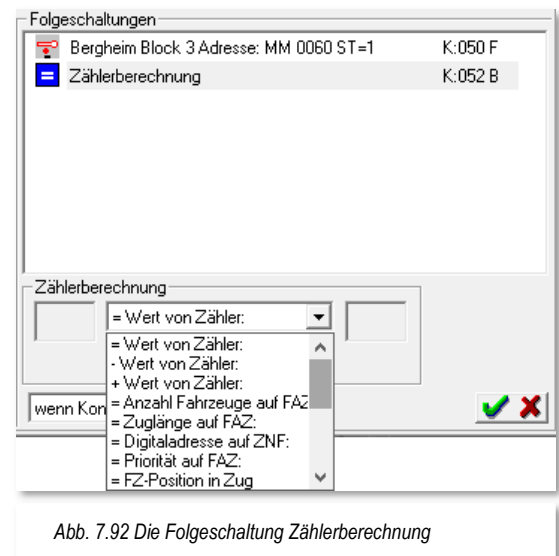 Folgeschaltungen
Bergheim Block 3 Adresse: MM 0060 ST=1 K:050 F
= Zählerberechnung K:052 B
Zählerberechnung
= Wert von Zähler:
= Wert von Zähler:
- Wert von Zähler:
+ Wert von Zähler:
= Anzahl Fahrzeuge auf FAZ
= Zuglänge auf FAZ:
wenn Kon
= Digitaladresse auf ZNF:
= Priorität auf FAZ:
= FZ-Position in Zug
Abb. 7.92 Die Folgeschaltung Zählerberechnung